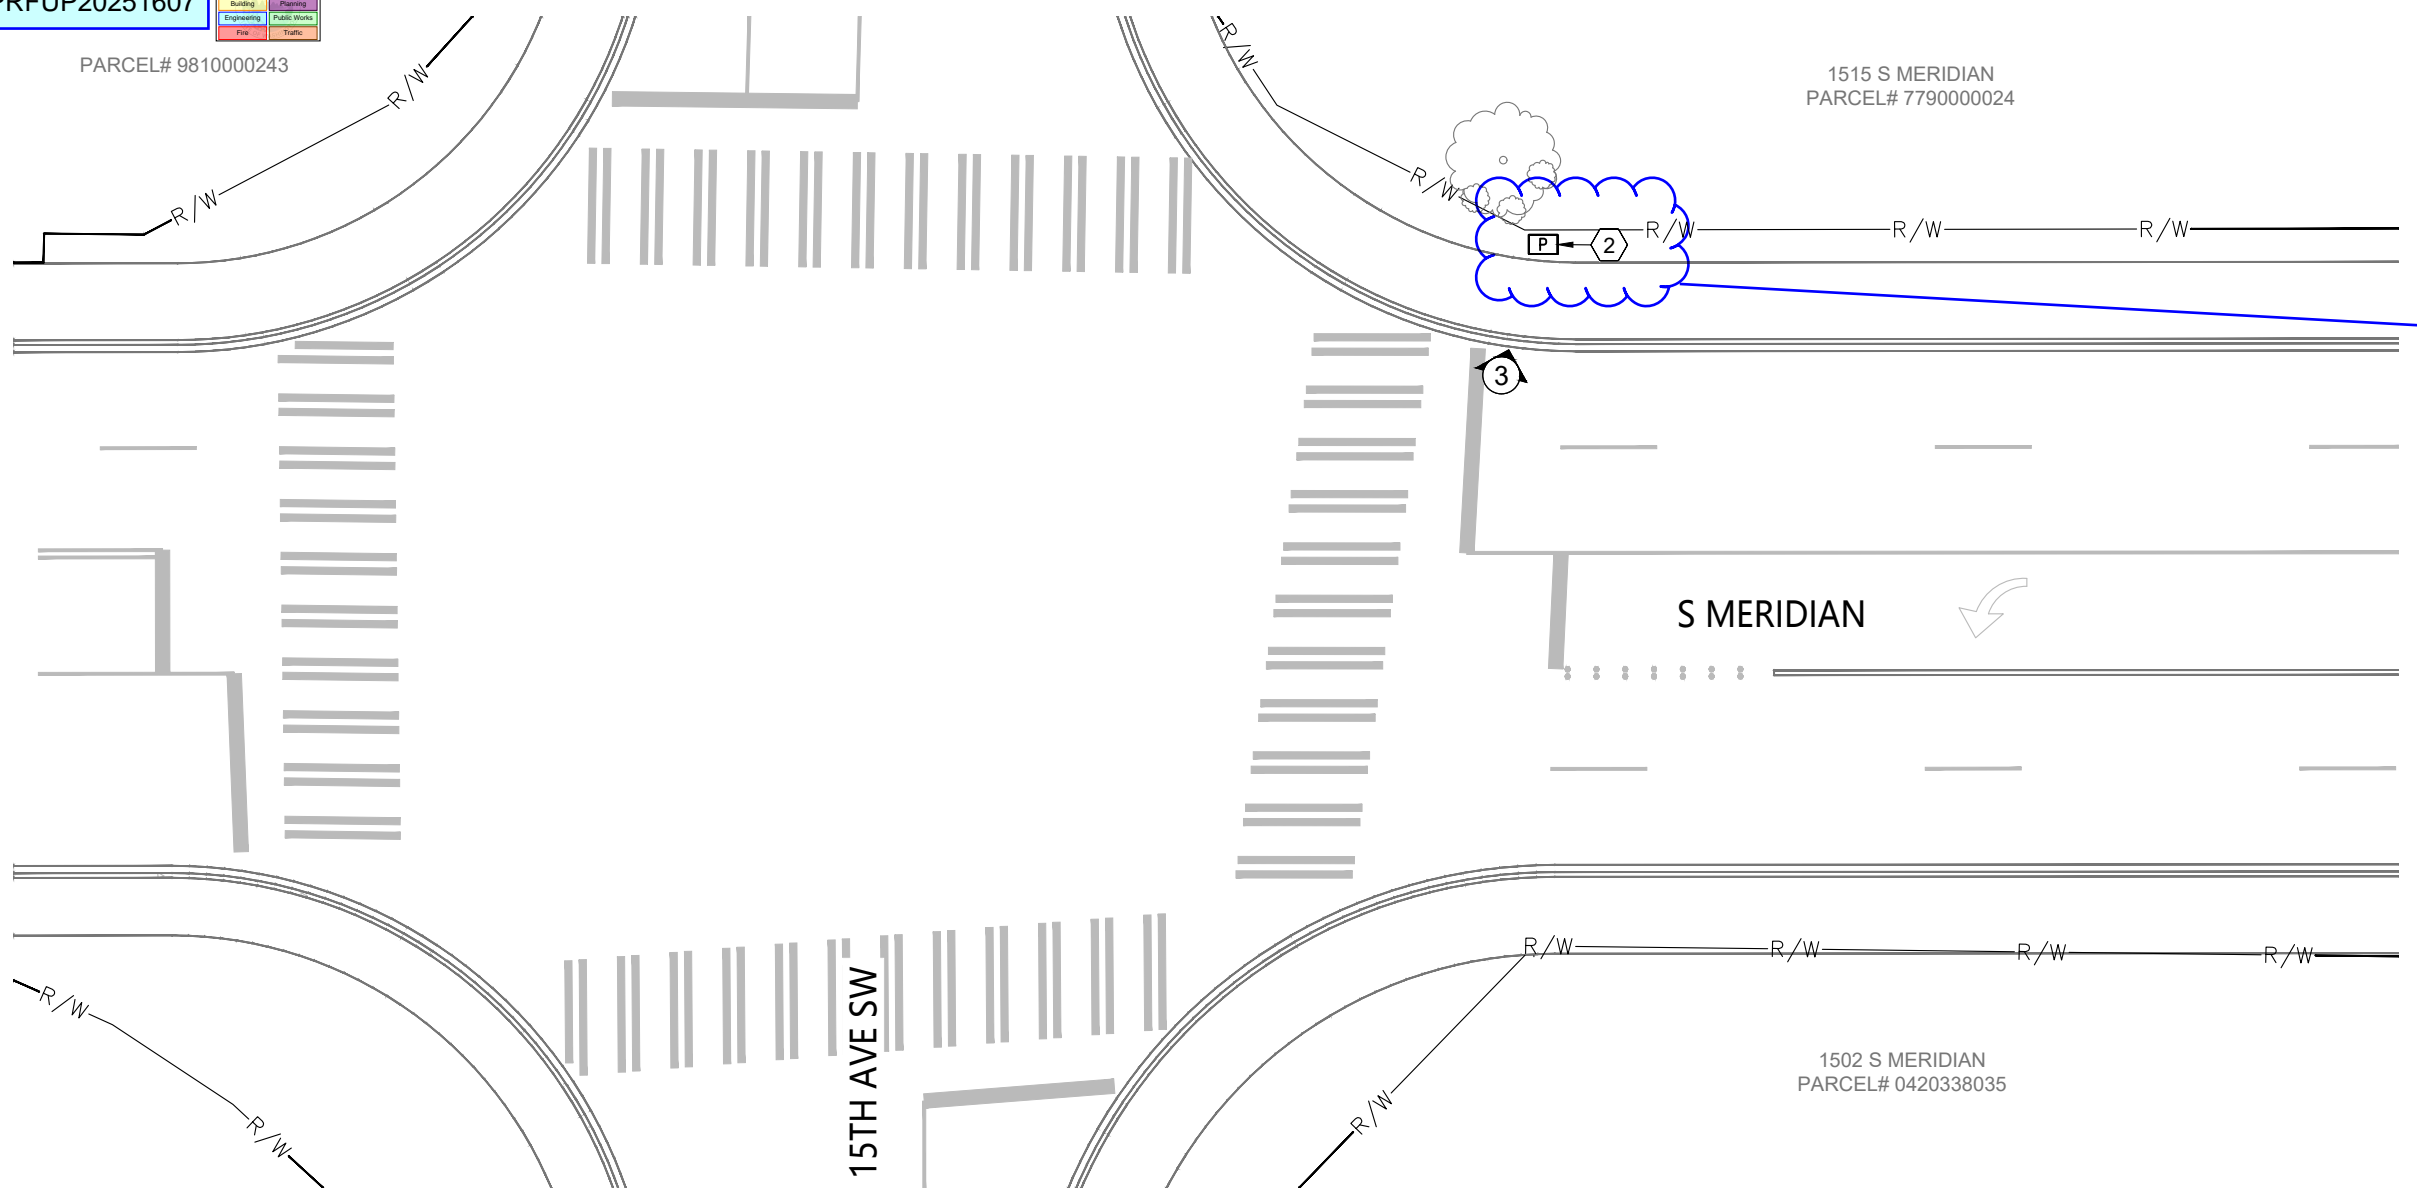 PRFUP20251607
Building
Planning
Engineering
Public Works
Fire
Traffic
PARCEL# 9810000243
R/W
R/W
R/W
R/W
1515 S MERIDIAN
PARCEL# 7790000024
R/W
R/W
R/W
P
2
3
S MERIDIAN
15TH AVE SW
R/W
R/W
R/W
R/W
R/W
R/W
R/W
1502 S MERIDIAN
PARCEL# 0420338035